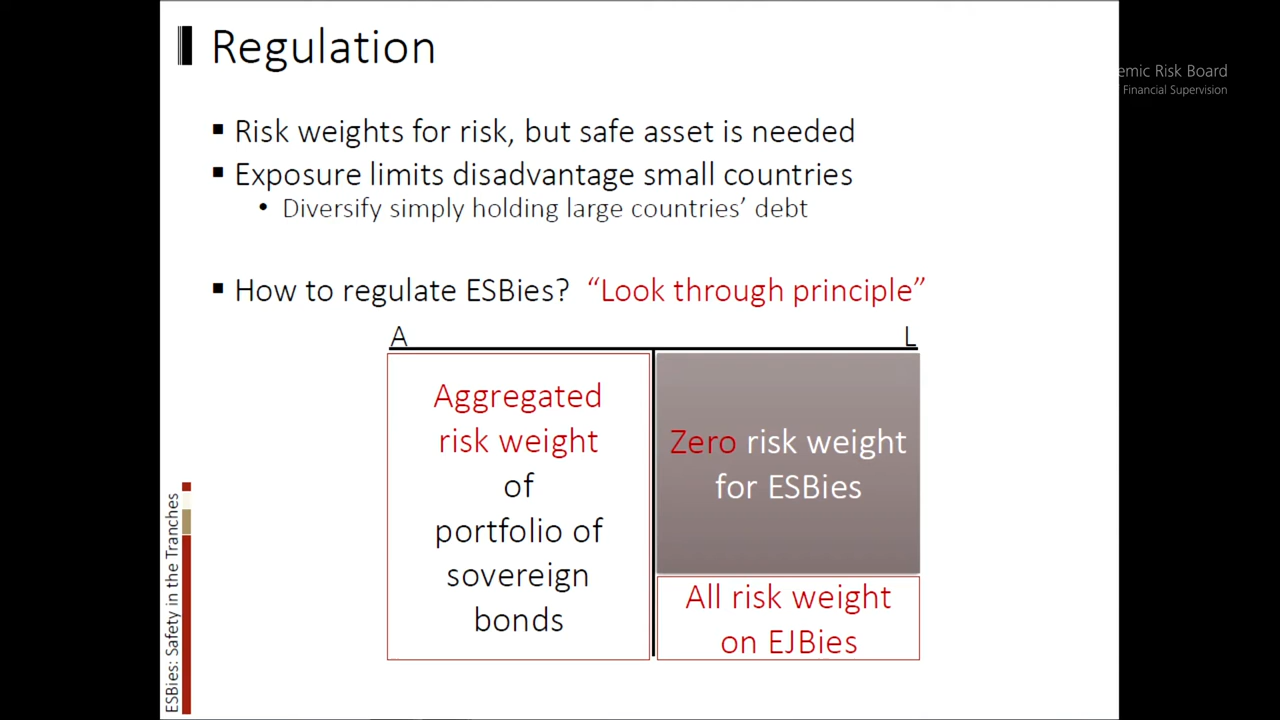 Regulation
emic Risk Board
Financial Supervision
▪ Risk weights for risk, but safe asset is needed
▪ Exposure limits disadvantage small countries
• Diversify simply holding large countries’ debt
▪ How to regulate ESBies? “Look through principle”
A
L
Aggregated
risk weight
of
portfolio of
sovereign
bonds
Zero risk weight
for ESBies
All risk weight
on EJBies
ESBies: Safety in the Tranches